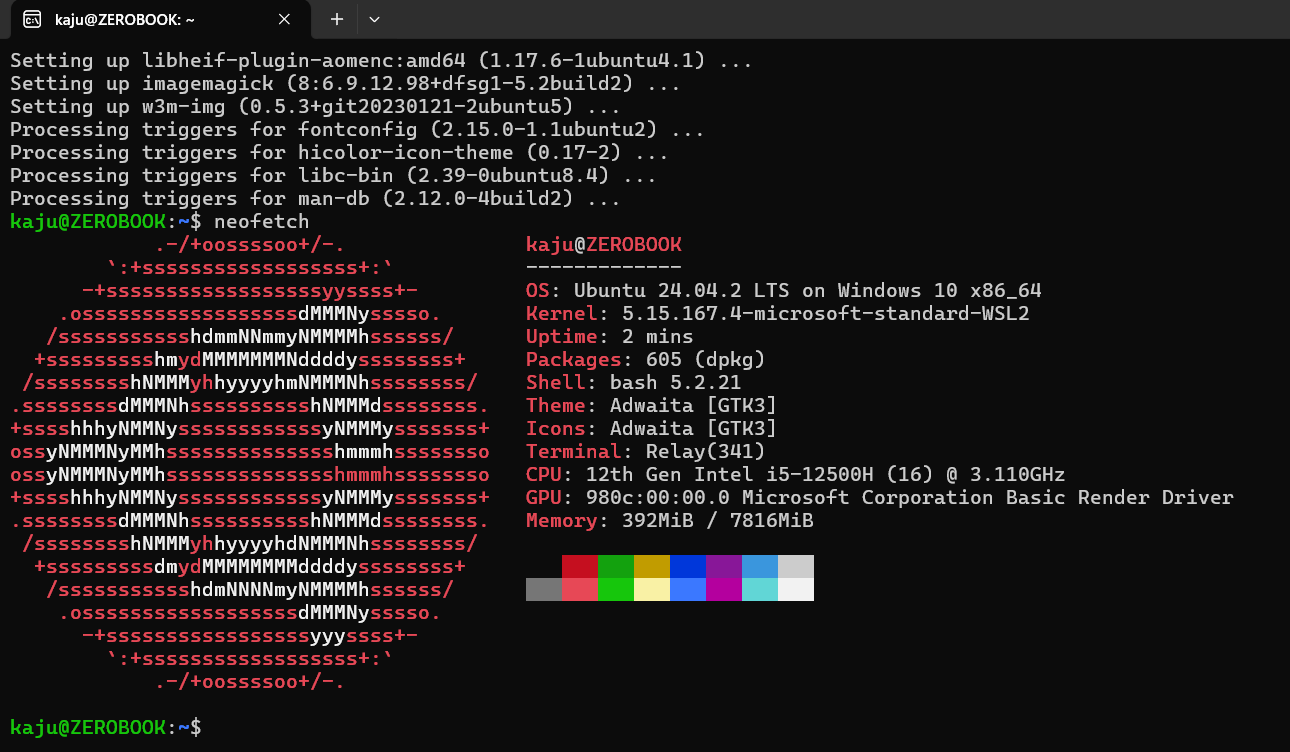 kaju@ZEROBOOK: ~
Setting up libheif-plugin-aomenc:amd64 (1.17.6-1ubuntu4.1) ...
Setting up imagemagick (8:6.9.12.98+dfsg1-5.2build2) ...
Setting up w3m-img (0.5.3+git20230121-2ubuntu5) ...
Processing triggers for fontconfig (2.15.0-1.1ubuntu2) ...
Processing triggers for hicolor-icon-theme (0.17-2) ...
Processing triggers for libc-bin (2.39-0ubuntu8.4) ...
Processing triggers for man-db (2.12.0-4build2) ...
kaju@ZEROBOOK:~$ neofetch
            .-/+oossssoo+/-.               kaju@ZEROBOOK
        `:+ssssssssssssssssss+:`           -------------
      -+ssssssssssssssssssyyssss+-         OS: Ubuntu 24.04.2 LTS on Windows 10 x86_64
    .ossssssssssssssssssdMMMNysssso.       Kernel: 5.15.167.4-microsoft-standard-WSL2
   /ssssssssssshdmmNNmmyNMMMMhssssss/      Uptime: 2 mins
  +ssssssssshmydMMMMMMMNddddyssssssss+     Packages: 605 (dpkg)
 /sssssssshNMMMyhhyyyyhmNMMMNhssssssss/    Shell: bash 5.2.21
.ssssssssdMMMNhsssssssssshNMMMdssssssss.   Theme: Adwaita [GTK3]
+sssshhhyNMMNyssssssssssssyNMMMysssssss+   Icons: Adwaita [GTK3]
ossyNMMMNyMMhsssssssssssssshmmmhssssssso   Terminal: Relay(341)
ossyNMMMNyMMhsssssssssssssshmmmhssssssso   CPU: 12th Gen Intel i5-12500H (16) @ 3.110GHz
+sssshhhyNMMNyssssssssssssyNMMMysssssss+   GPU: 980c:00:00.0 Microsoft Corporation Basic Render Driver
.ssssssssdMMMNhsssssssssshNMMMdssssssss.   Memory: 392MiB / 7816MiB
 /sssssssshNMMMyhhyyyyhdNMMMNhssssssss/
  +sssssssssdmydMMMMMMMMddddyssssssss+
   /ssssssssssshdmNNNNmyNMMMMhssssss/
    .ossssssssssssssssssdMMMNysssso.
      -+sssssssssssssssssyyyssss+-
        `:+ssssssssssssssssss+:`
            .-/+oossssoo+/-.
kaju@ZEROBOOK:~$